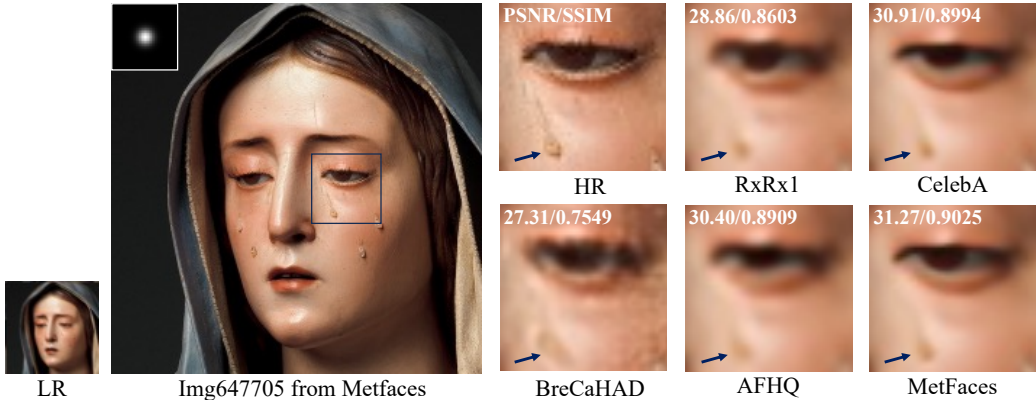 PSNR/SSIM
28.86/0.8603
30.91/0.8994
HR
RxRx1
CelebA
27.31/0.7549
30.40/0.8909
31.27/0.9025
LR
Img647705 from Metfaces
BreCaHAD
AFHQ
MetFaces